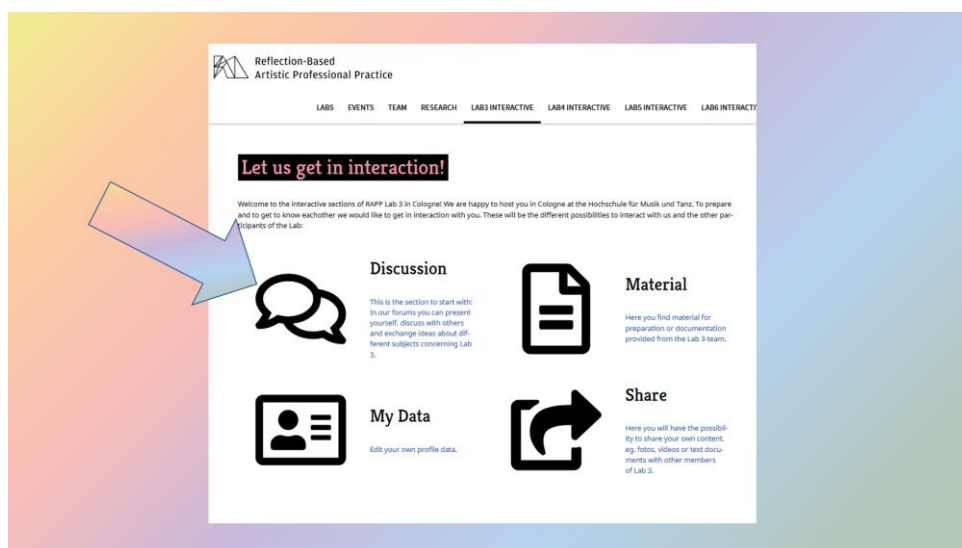 Reflection-Based
Artistic Professional Practice
LABS EVENTS TEAM RESEARCH LAB3 INTERACTIVE LAB4 INTERACTIVE LAB5 INTERACTIVE LAB6 INTERACTI
Let us get in interaction!
Welcome to the interactive sections of RAPP Lab 3 in Cologne! We are happy to host you in Cologne at the Hochschule für Musik und Tanz. To prepare
and to get to know eachother we would like to get in interaction with you. These will be the different possibilities to interact with us and the other par-
ticipants of the Lab:
Discussion
This is the section to start with:
In our forums you can present
yourself, discuss with others
and exchange ideas about dif-
ferent subjects concerning Lab
3.
Material
Here you find material for
preparation or documentation
provided from the Lab 3-team.
My Data
Edit your own profile data.
Share
Here you will have the possibil-
ity to share your own content,
eg. fotos, videos or text docu-
ments with other members
of Lab 3.